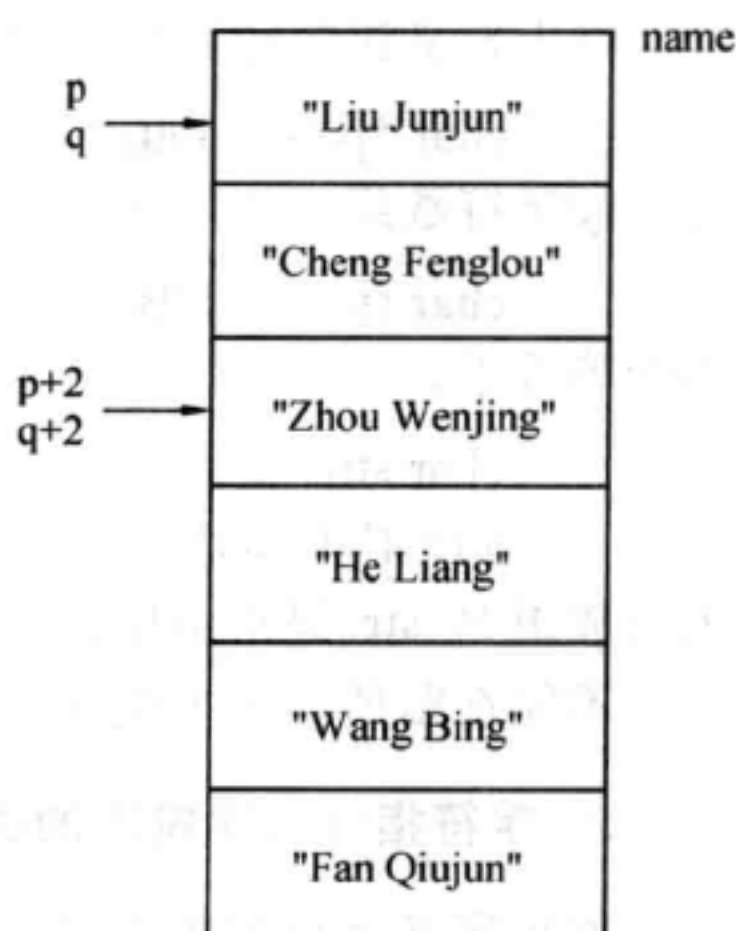 name
p
q
"Liu Junjun"
"Cheng Fenglou"
p+2
q+2
"Zhou Wenjing"
"He Liang"
"Wang Bing"
"Fan Qiujun"